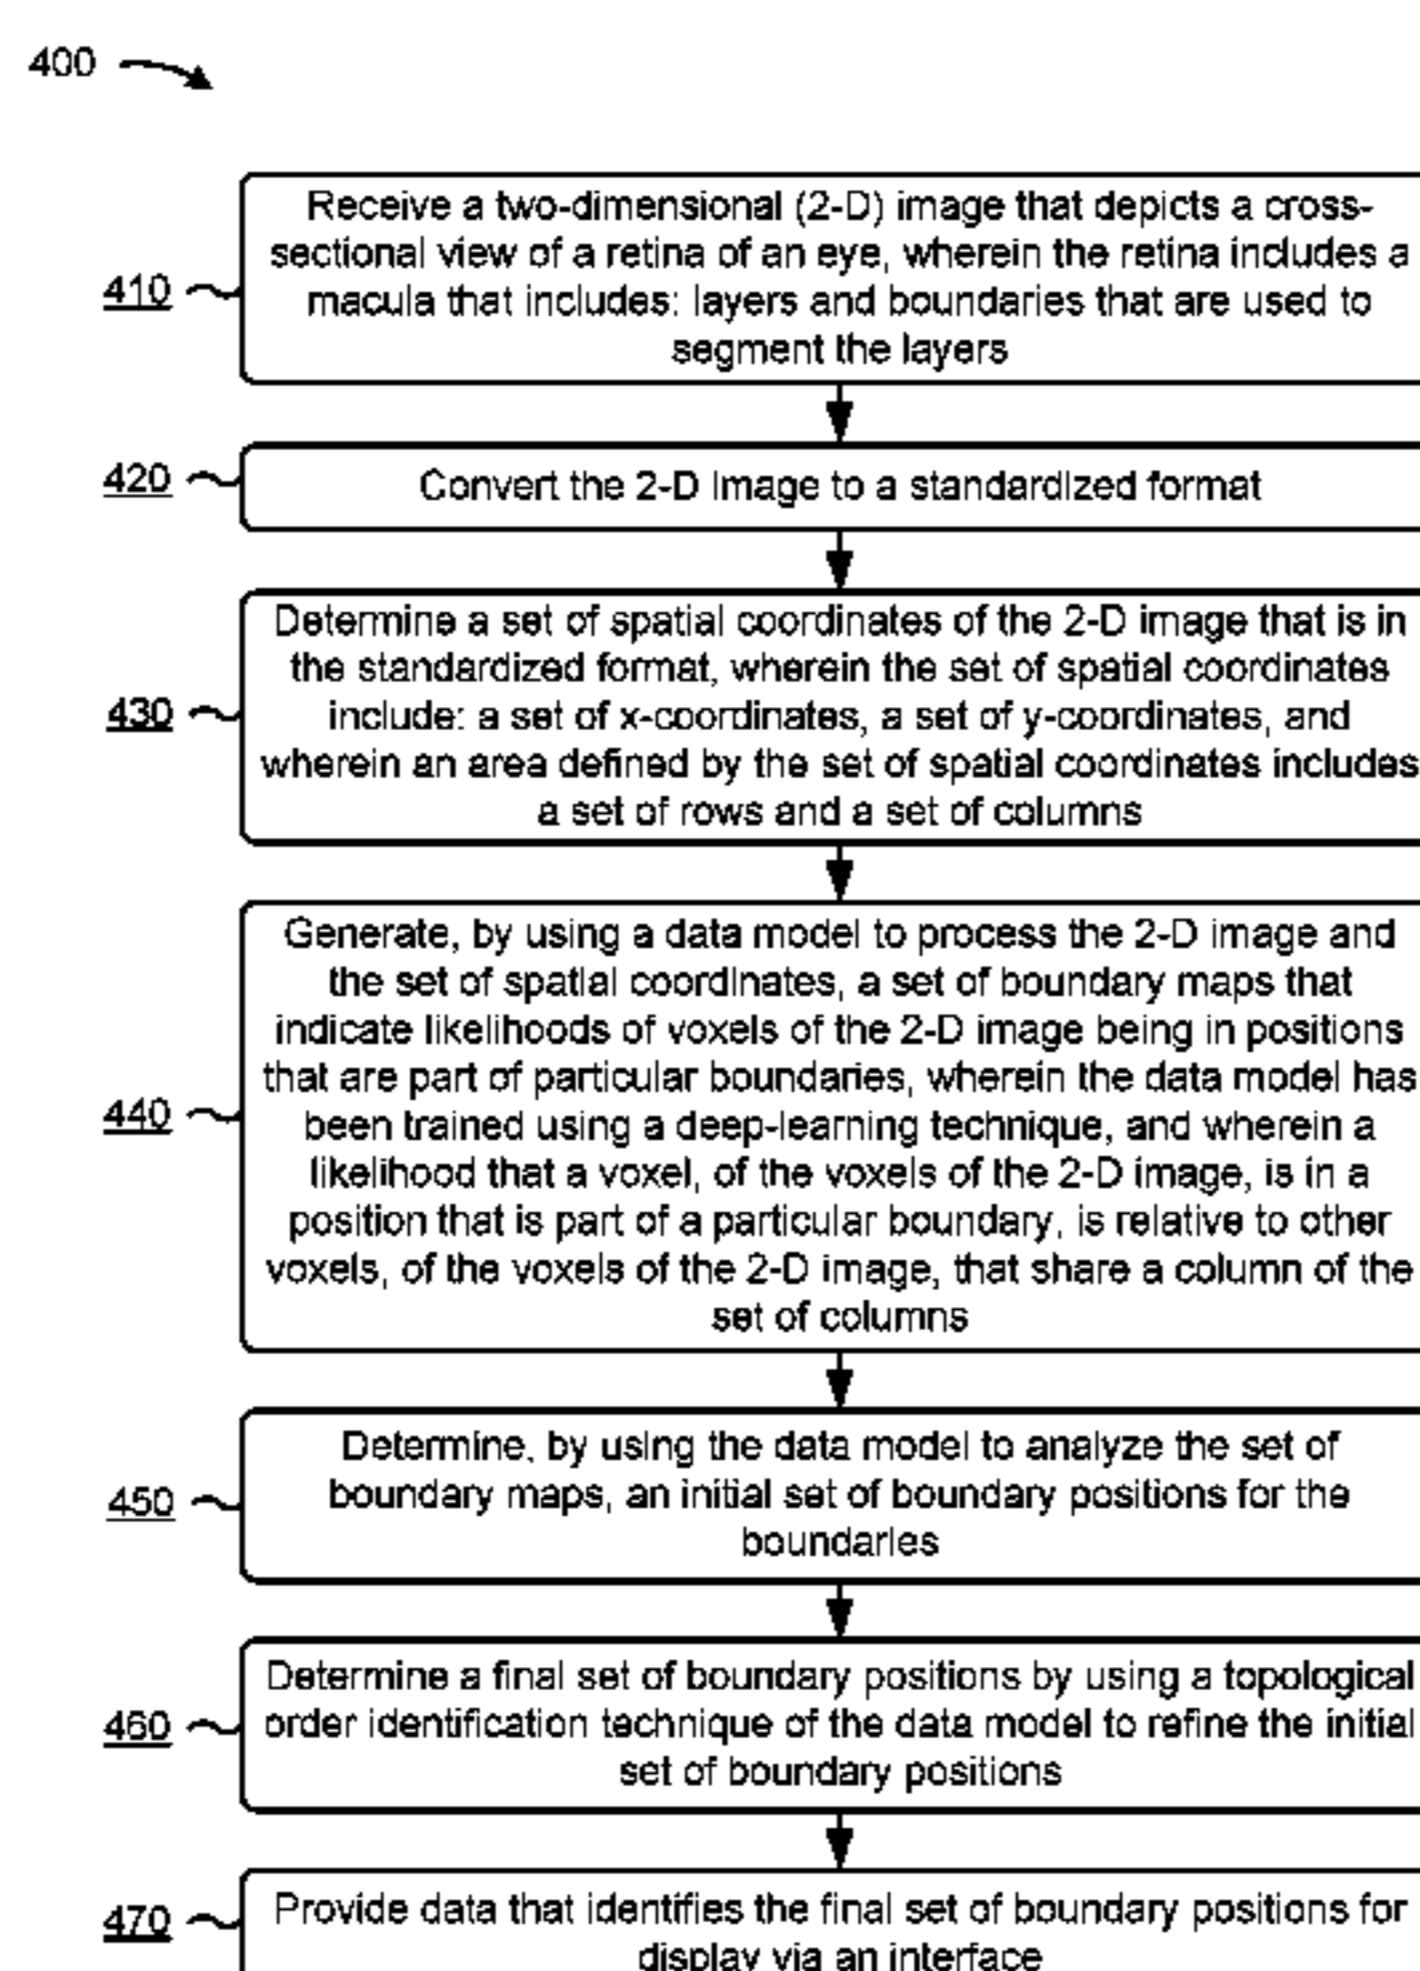 400
Receive a two-dimensional (2-D) image that depicts a cross-
sectional view of a retina of an eye, wherein the retina includes a
410
macula that includes: layers and boundaries that are used to
segment the layers
420
Convert the 2-D image to a standardized format
Determine a set of spatial coordinates of the 2-D image that is in
the standardized format, wherein the set of spatial coordinates
430
include: a set of x-coordinates, a set of y-coordinates, and
wherein an area defined by the set of spatial coordinates includes
a set of rows and a set of columns
Generate, by using a data model to process the 2-D image and
the set of spatial coordinates, a set of boundary maps that
indicate likelihoods of voxels of the 2-D image being in positions
that are part of particular boundaries, wherein the data model has
440
been trained using a deep-learning technique, and wherein a
likelihood that a voxel, of the voxels of the 2-D image, is in a
position that is part of a particular boundary, is relative to other
voxels, of the voxels of the 2-D image, that share a column of the
set of columns
Determine, by using the data model to analyze the set of
450
boundary maps, an initial set of boundary positions for the
boundaries
Determine a final set of boundary positions by using a topological
460
order identification technique of the data model to refine the initial
set of boundary positions
470
Provide data that identifies the final set of boundary positions for
display via an interface